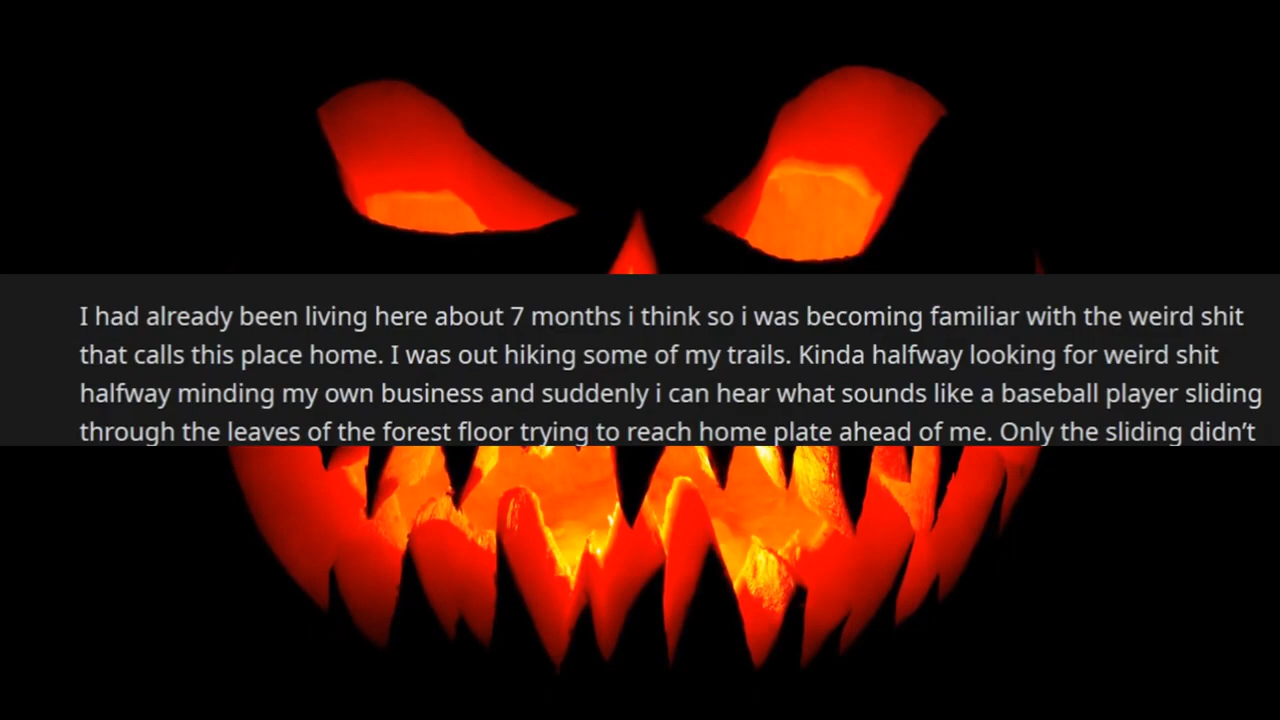 I had already been living here about 7 months i think so i was becoming familiar with the weird shit
that calls this place home. I was out hiking some of my trails. Kinda halfway looking for weird shit
halfway minding my own business and suddenly i can hear what sounds like a baseball player sliding
through the leaves of the forest floor trying to reach home plate ahead of me. Only the sliding didn’t